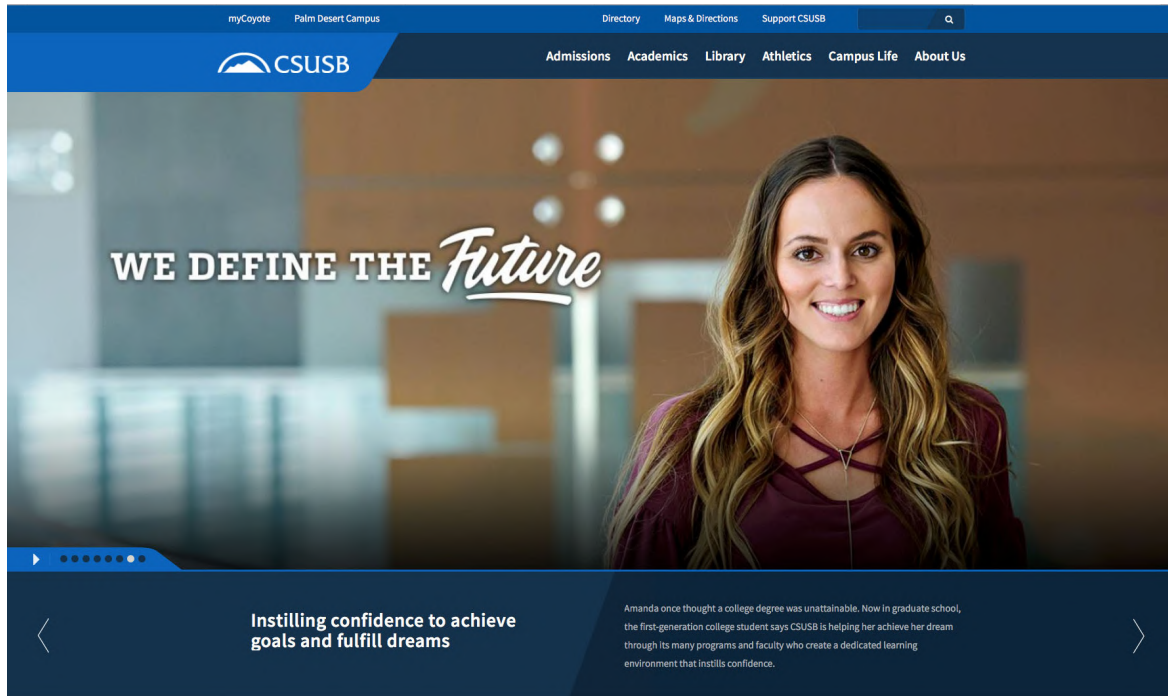 myCoyote Palm Desert Campus Directory Maps & Directions Support CSUSB
CSUSB
Admissions Academics Library Athletics Campus Life About Us
WE DEFINE THE Future
Instilling confidence to achieve
goals and fulfill dreams
Amanda once thought a college degree was unattainable. Now in graduate school,
the first-generation college student says CSUSB is helping her achieve her dream
through its many programs and faculty who create a dedicated learning
environment that instills confidence.